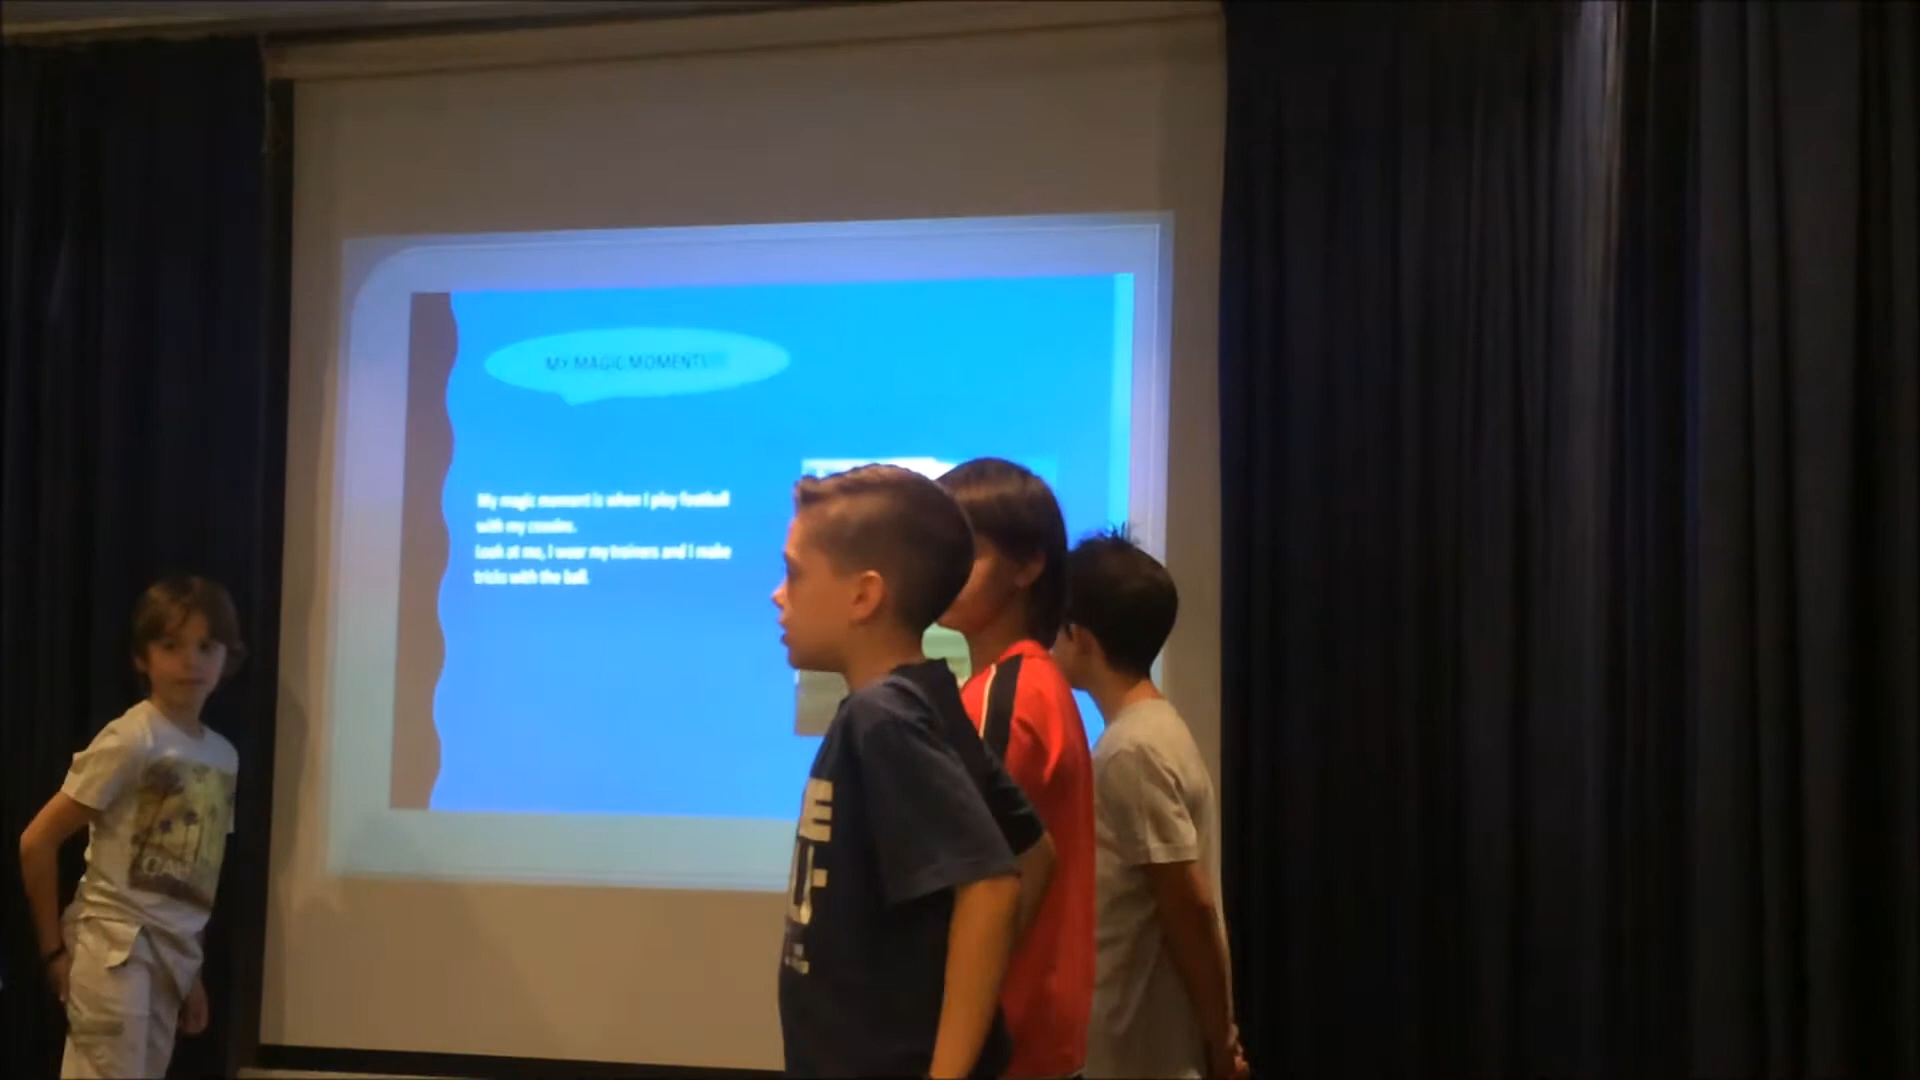 MY MAGIC MOMENTS
My magic moment is when I play football
with my cousins.
Look at me, I wear my trainers and I make
tricks with the ball.